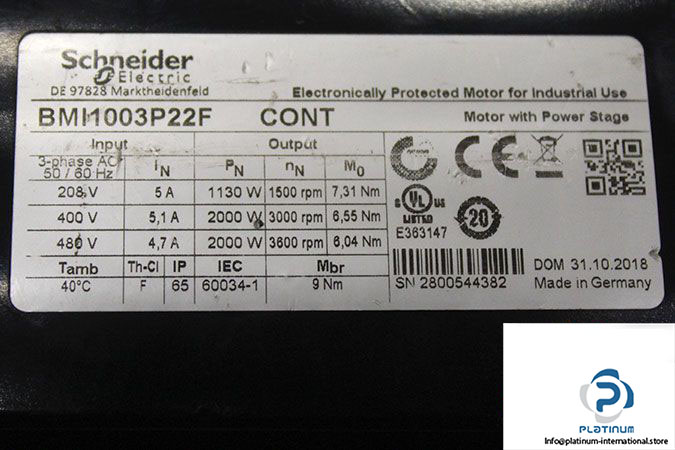 Schneider
Electric
DE 97828 Marktheidenfeld
Electronically Protected Motor for Industrial Use
BMI1003P22F CONT
Motor with Power Stage
Input Output
3-phase AC 50 / 60 Hz IN PN nN M0
208 V 5 A 1130 W 1500 rpm 7,31 Nm
400 V 5,1 A 2000 W 3000 rpm 6,55 Nm
480 V 4,7 A 2000 W 3600 rpm 6,04 Nm
Tamb Th-Cl IP IEC Mbr
40°C F 65 60034-1 9 Nm
CE
C UL US
LISTED
E363147
20
SN 2800544382
DOM 31.10.2018
Made in Germany
PLATINUM
Info@platinum-international.store